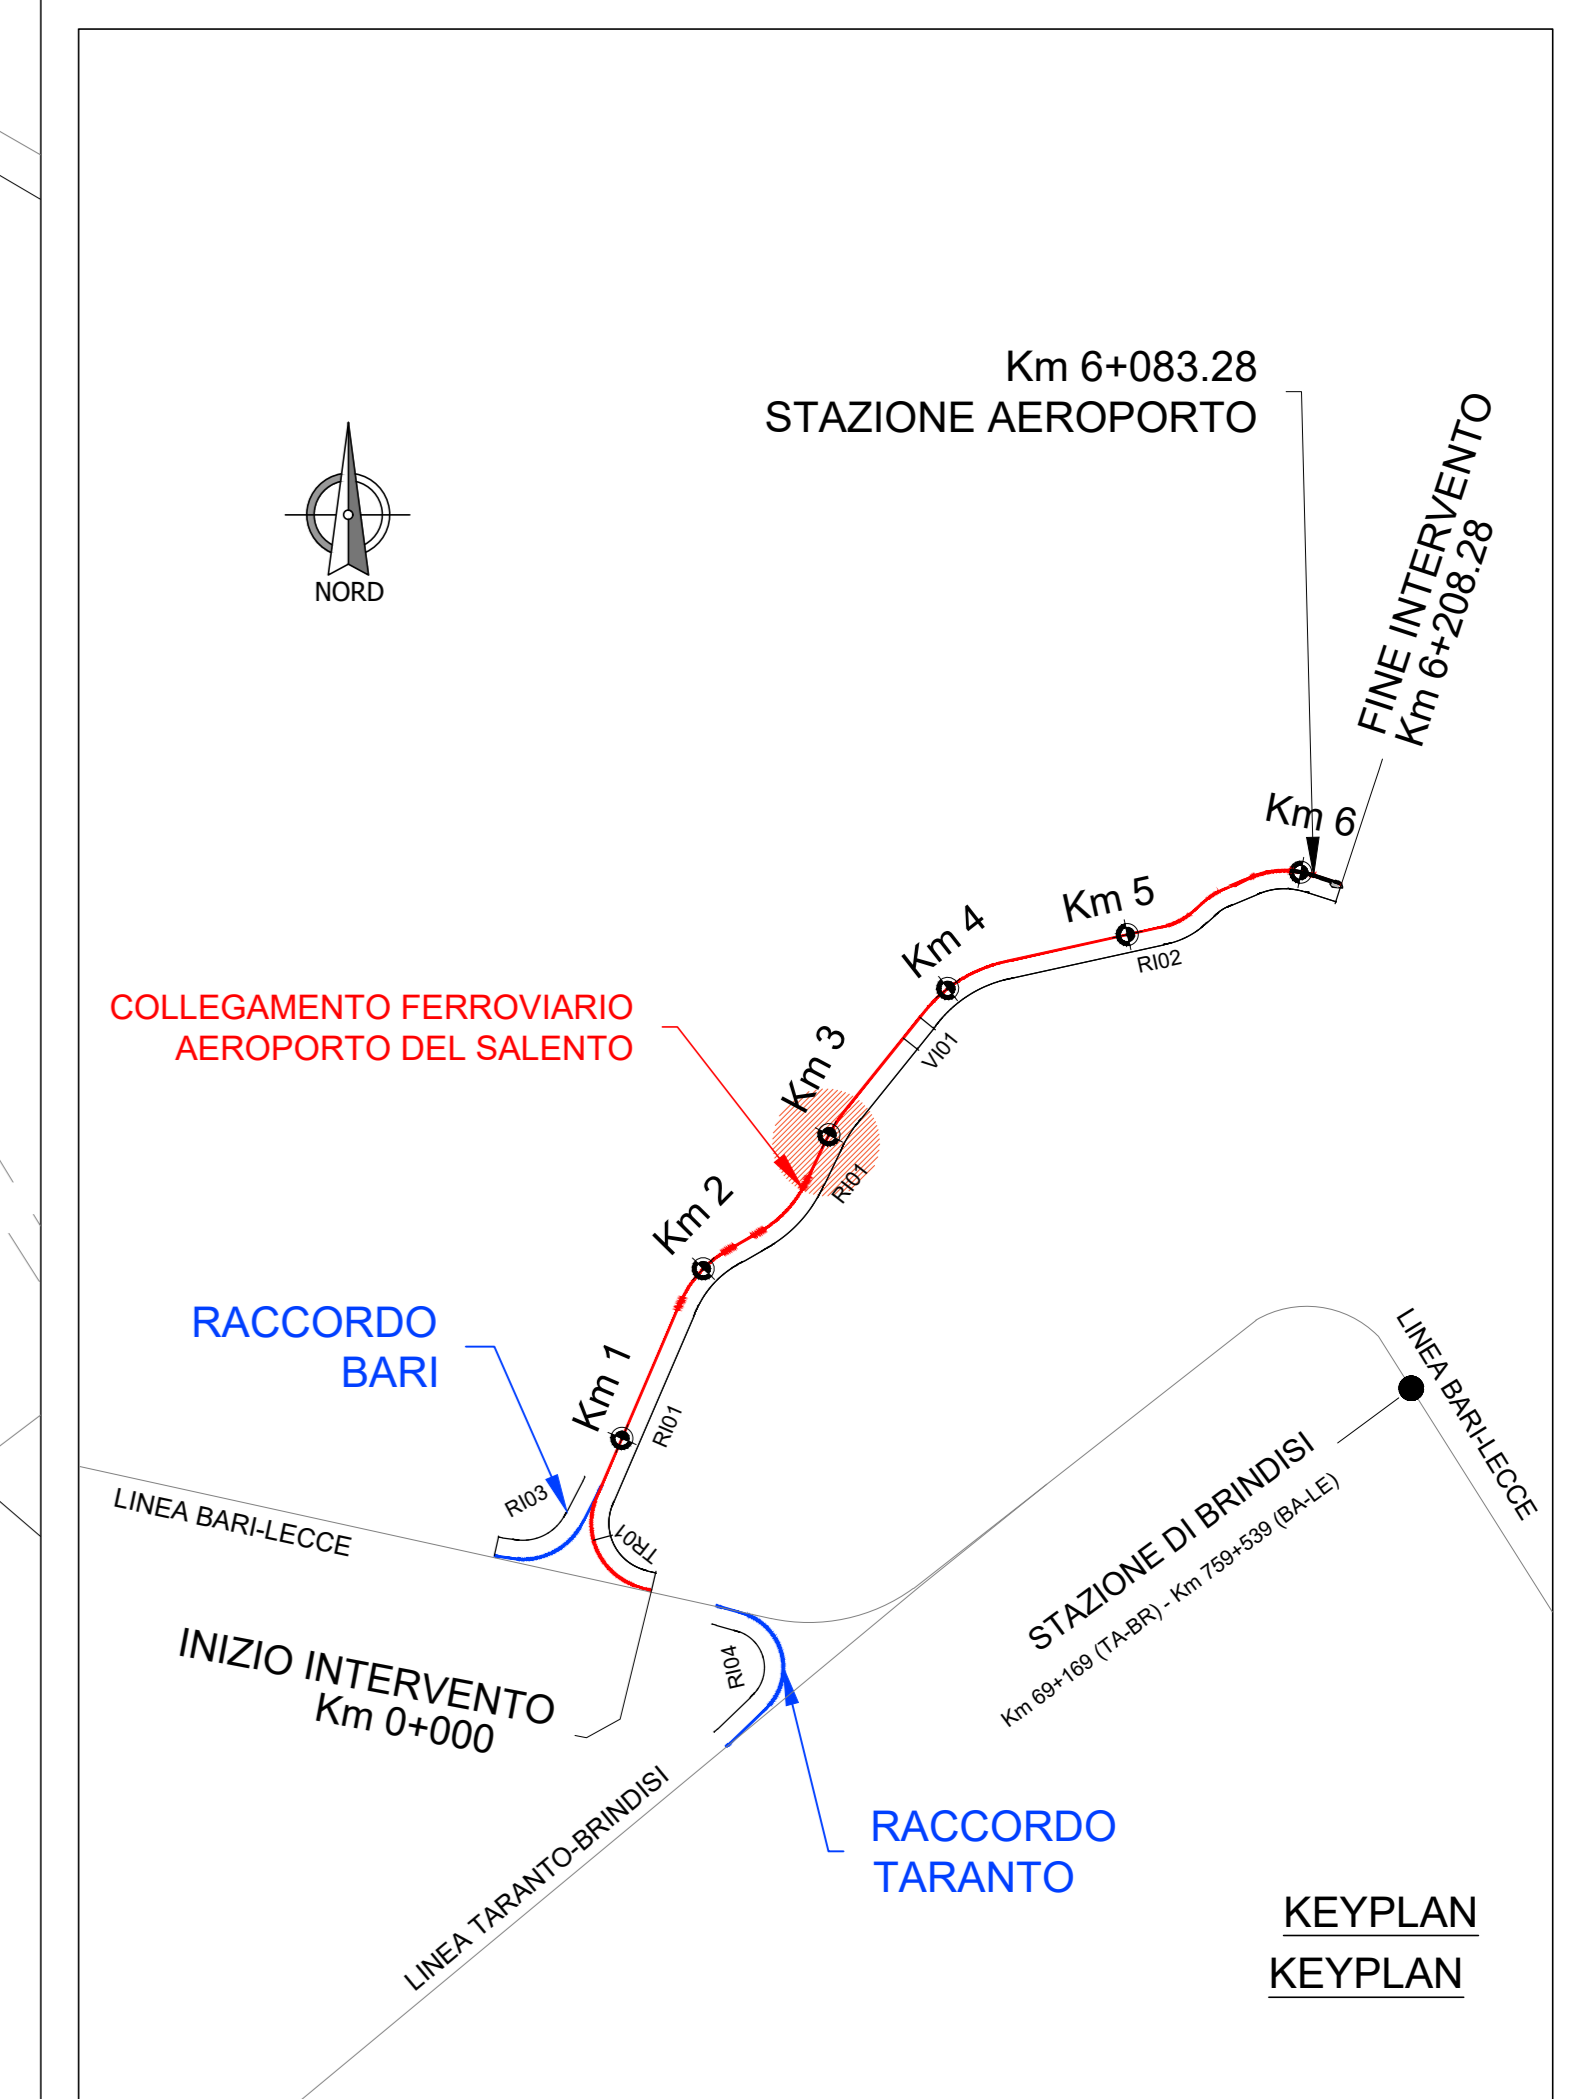 Km 6+083.28
STAZIONE AEROPORTO
FINE INTERVENTO
Km 6+208.28
NORD
Km 6
Km 5
RI02
Km 4
VI01
COLLEGAMENTO FERROVIARIO
AEROPORTO DEL SALENTO
Km 3
RI01
Km 2
RACCORDO
BARI
Km 1
RI01
RI03
TR01
LINEA BARI-LECCE
LINEA BARI-LECCE
STAZIONE DI BRINDISI
Km 69+169 (TA-BR) - Km 759+539 (BA-LE)
INIZIO INTERVENTO
Km 0+000
RI04
LINEA TARANTO-BRINDISI
RACCORDO
TARANTO
KEYPLAN
KEYPLAN